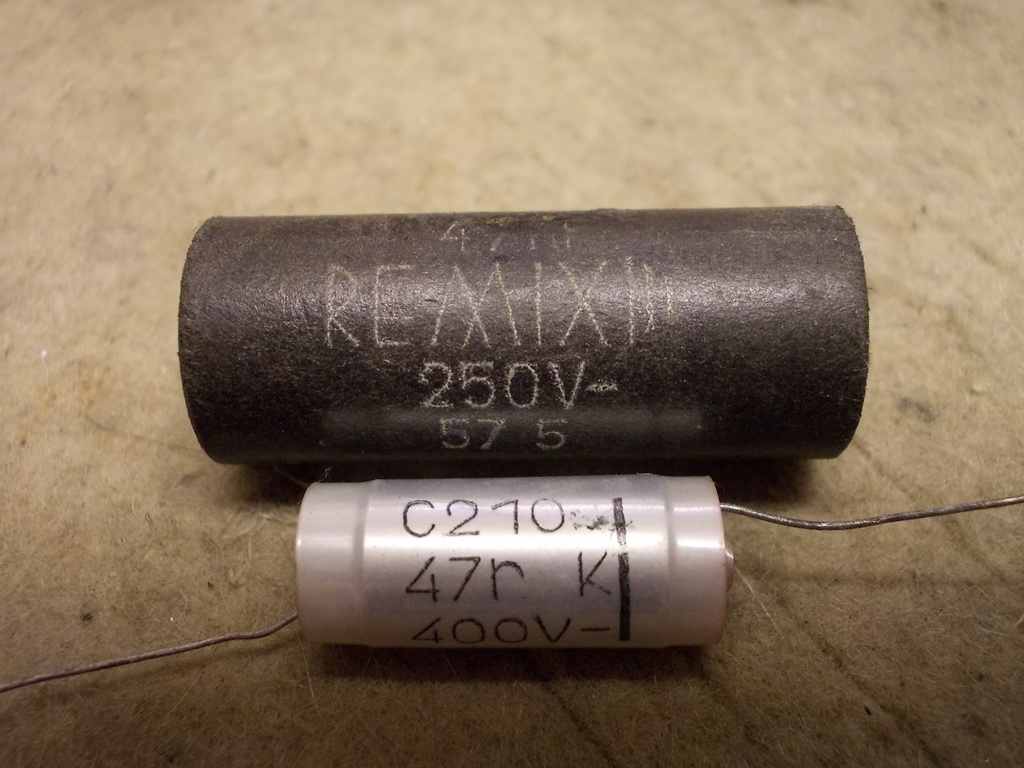 REMIX
250V-
57 5
C210
47n K
400V-